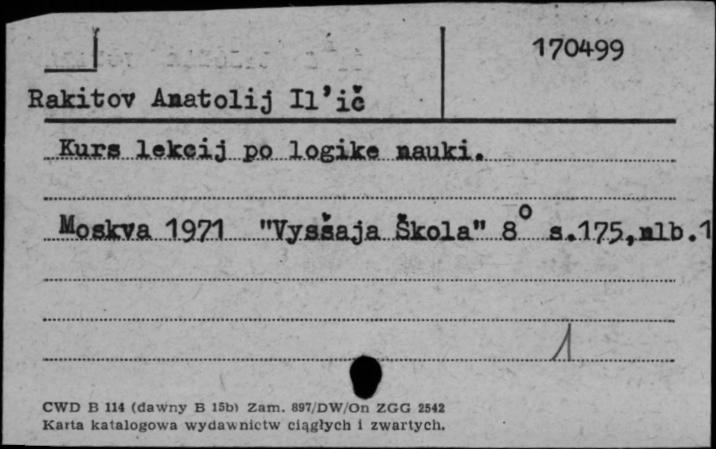 170499
Rakitov Anatolij Il'ič
Kurs lekcij po logike nauki.
Moskva 1971 "Vysšaja Škola" 8° s.175,nlb.1
1
CWD B 114 (dawny B 15b) Zam. 897/DW/On ZGG 2542
Karta katalogowa wydawnictw ciągłych i zwartych.